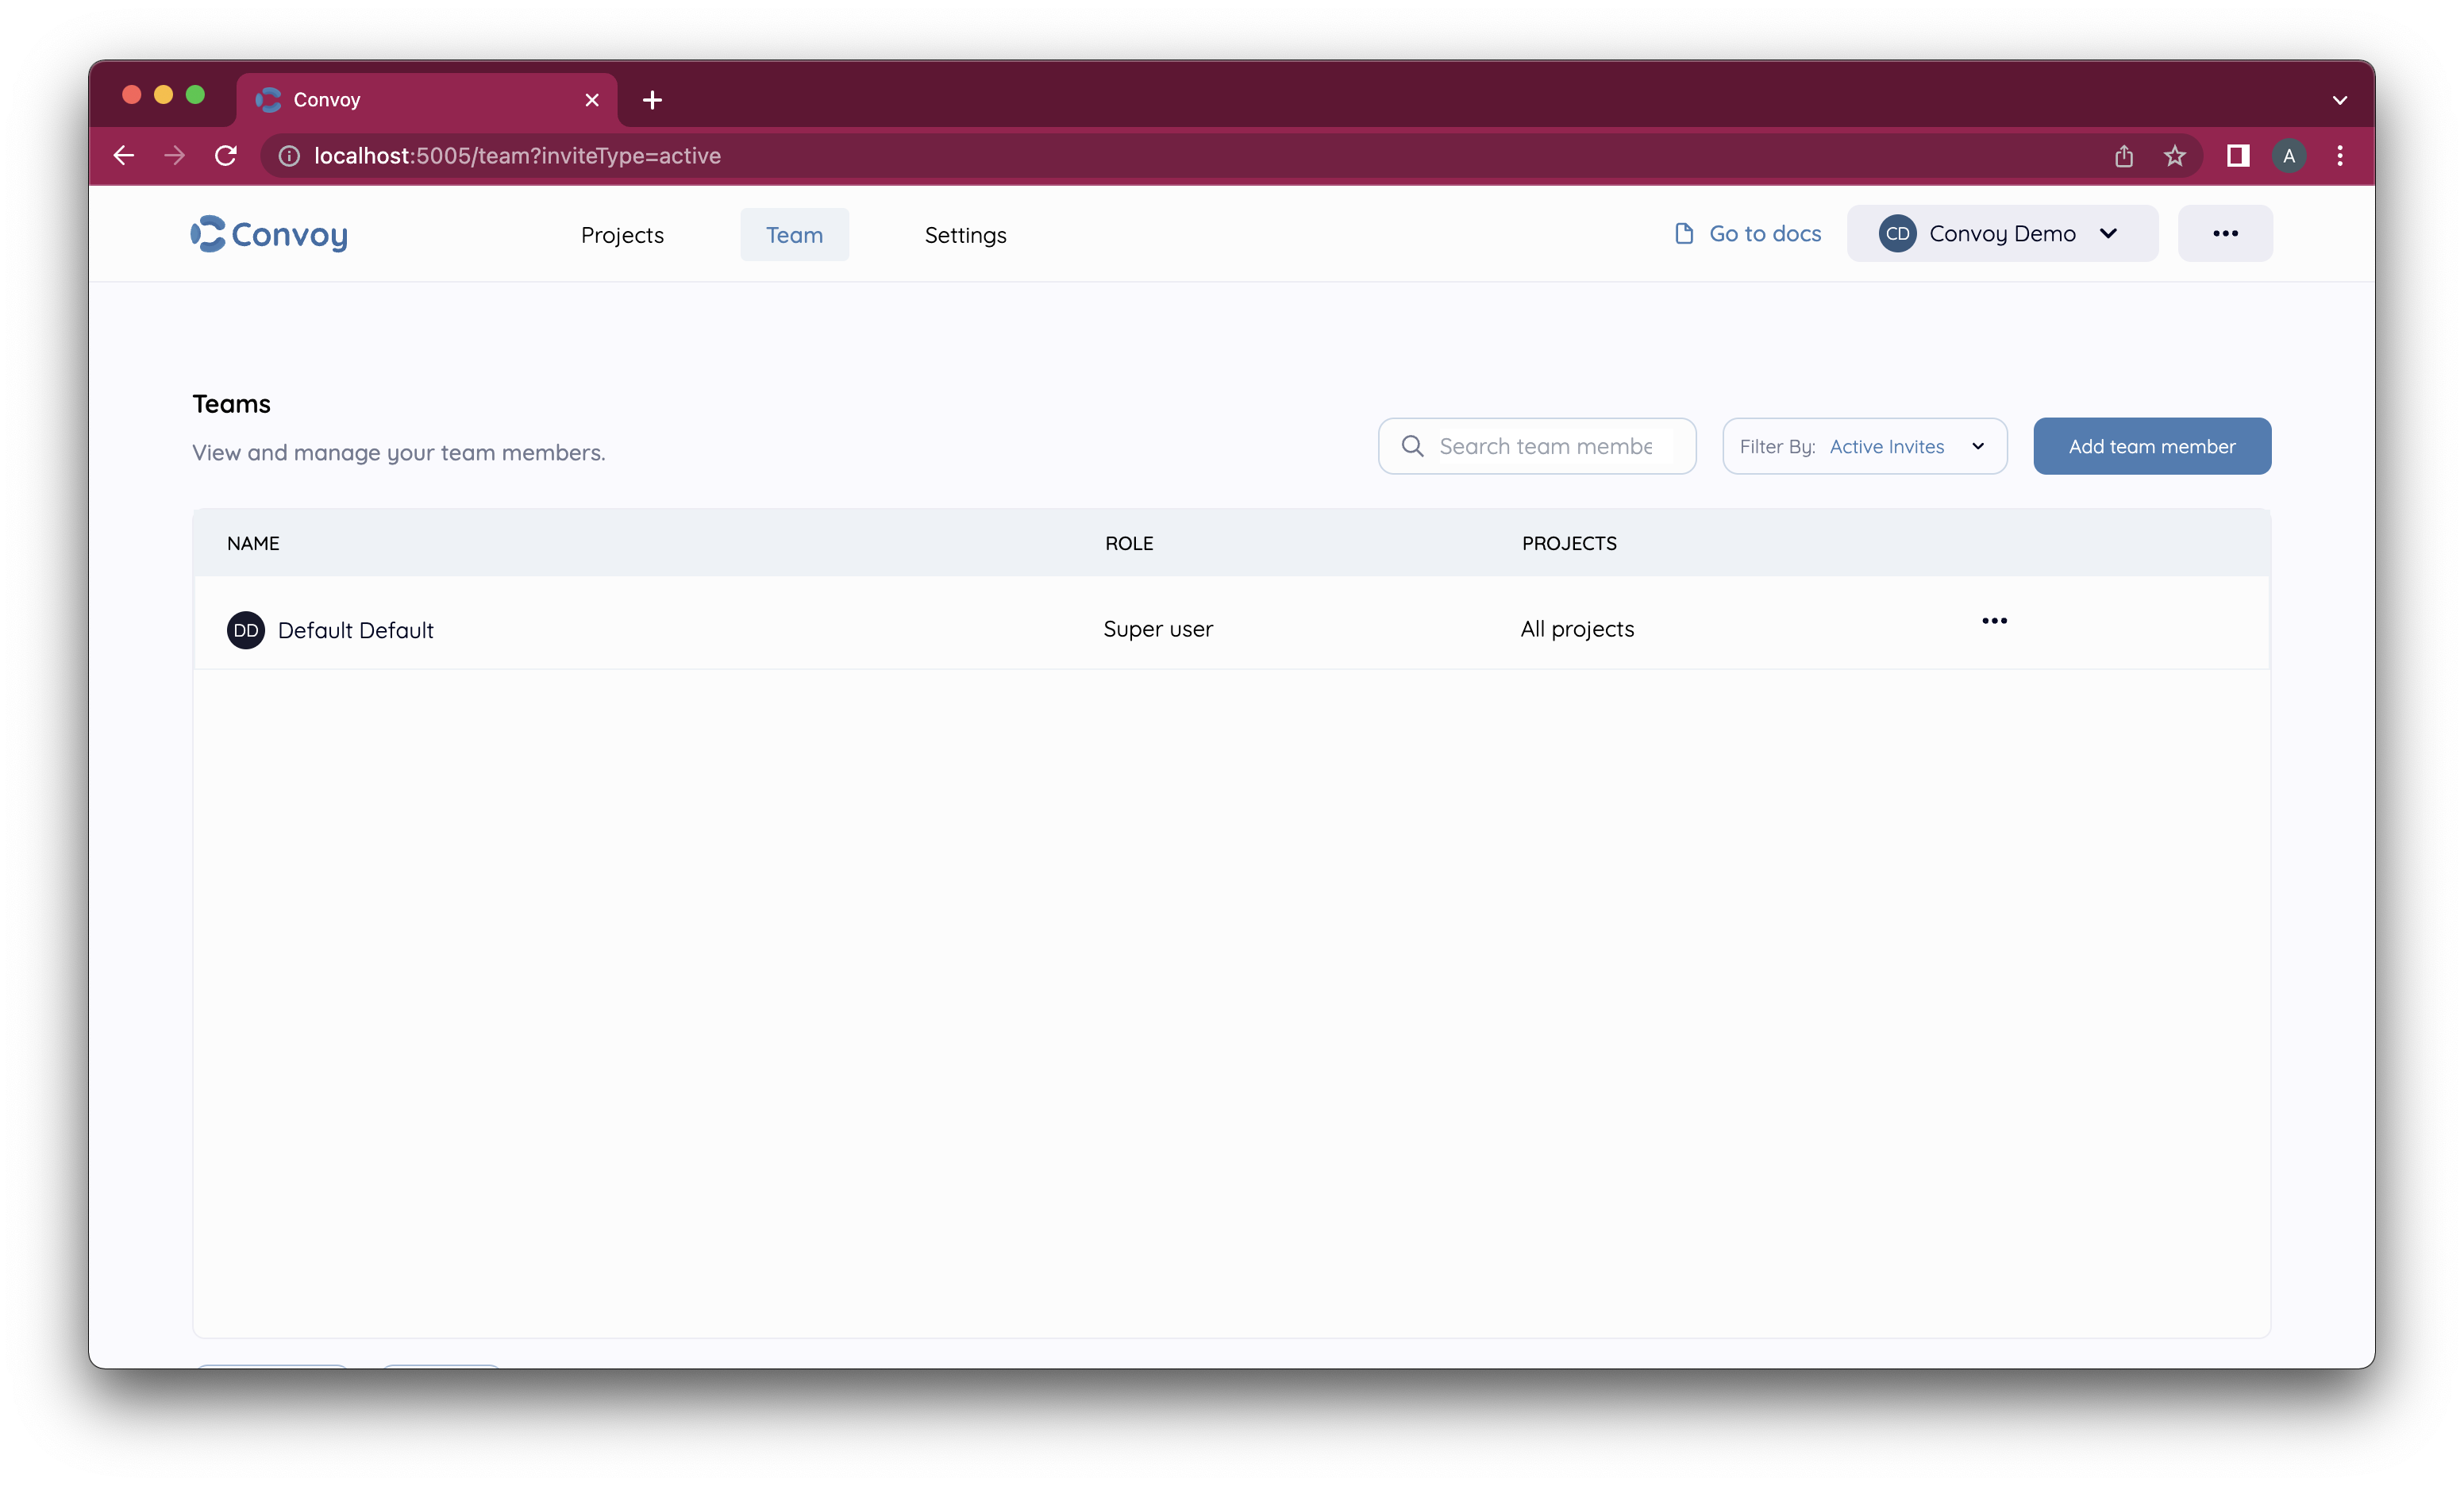 Convoy
localhost:5005/team?inviteType=active
A
Convoy
Projects
Team
Settings
Go to docs
CD
Convoy Demo
Teams
View and manage your team members.
Search team membe
Filter By: Active Invites
Add team member
NAME
ROLE
PROJECTS
DD
Default Default
Super user
All projects